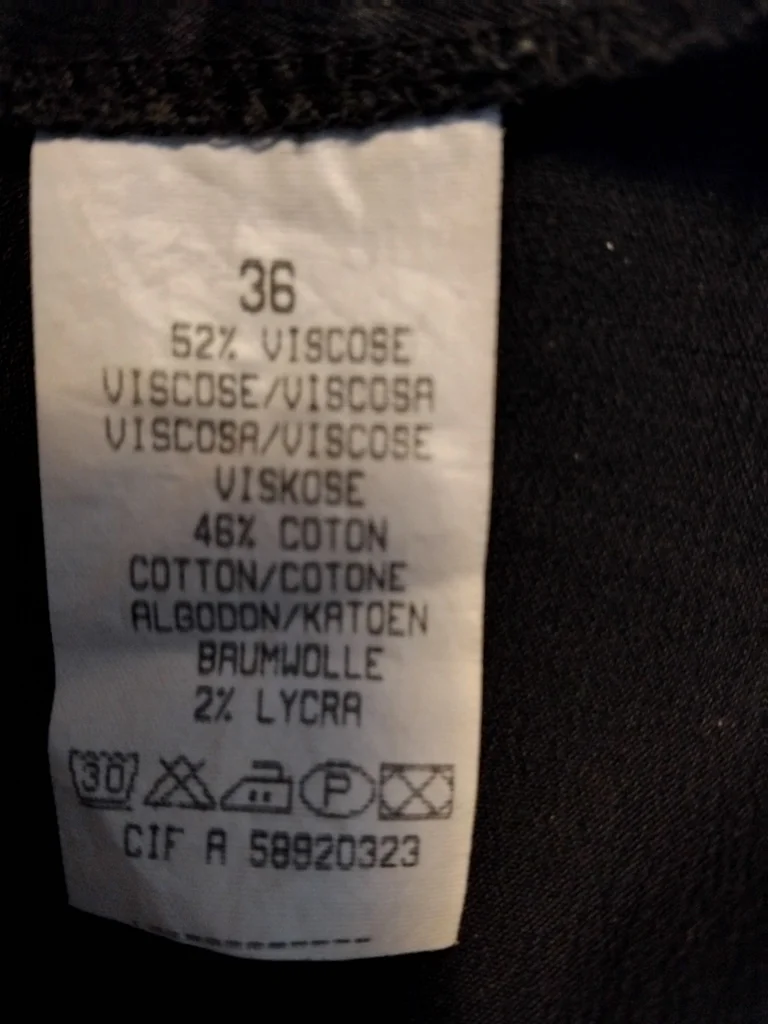 36
52% VISCOSE
VISCOSE/VISCOSA
VISCOSA/VISCOSE
VISKOSE
46% COTON
COTTON/COTONE
ALGODON/KATOEN
BAUMWOLLE
2% LYCRA
30 P
CIF A 58920323